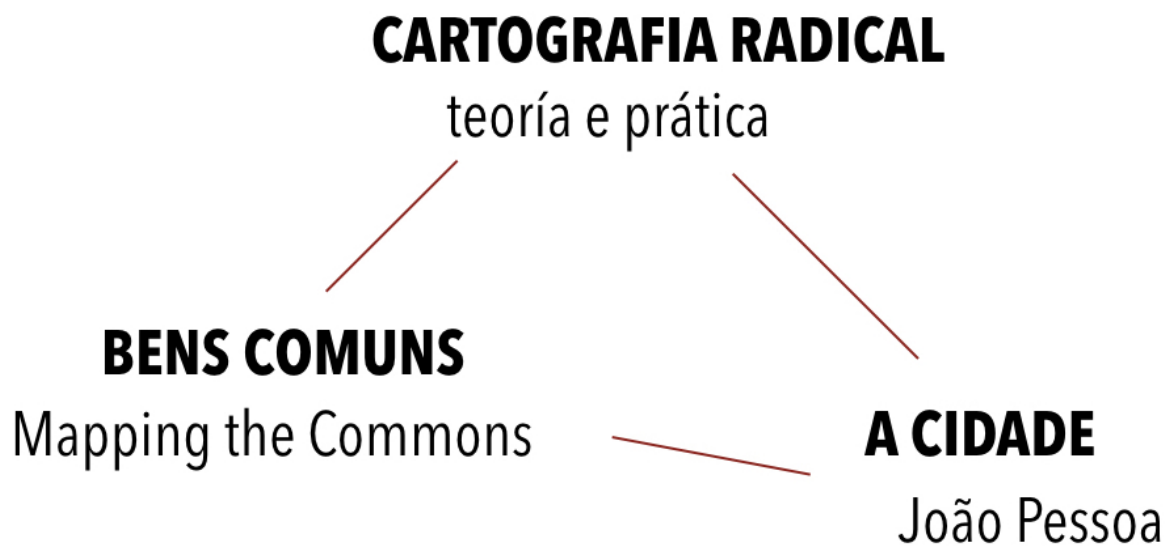 CARTOGRAFIA RADICAL
teoría e prática
BENS COMUNS
Mapping the Commons
A CIDADE
João Pessoa